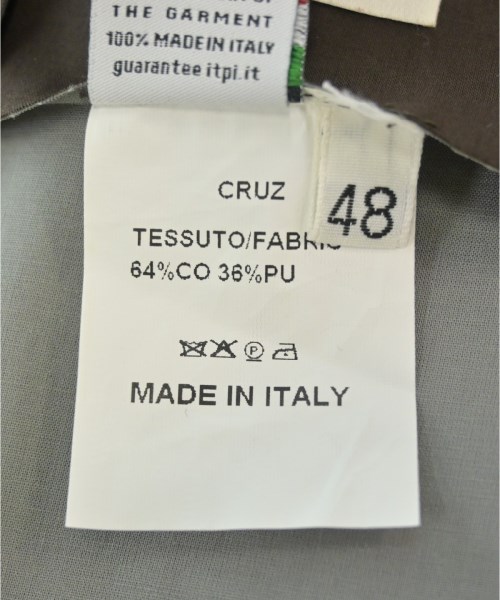 THE GARMENT
100% MADE IN ITALY
guarantee itpi.it
48
CRUZ
TESSUTO/FABRIC
64%CO 36%PU
P
MADE IN ITALY